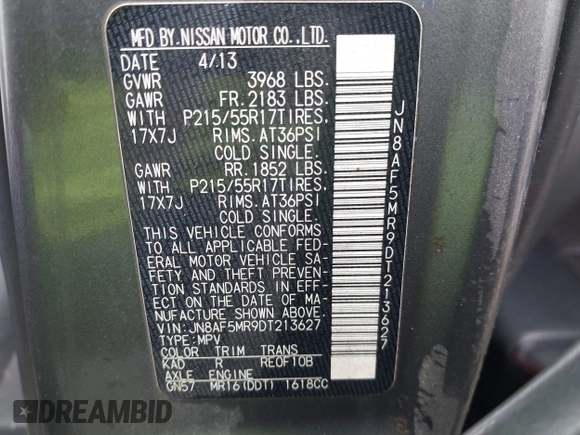 MFD BY.NISSAN MOTOR CO.,LTD.
DATE 4/13
GVWR 3968 LBS.
GAWR FR.2183 LBS.
WITH P215/55R17TIRES,
17X7J RIMS.AT36PSI
COLD SINGLE.
GAWR RR.1852 LBS.
WITH P215/55R17TIRES,
17X7J RIMS.AT36PSI
COLD SINGLE.
THIS VEHICLE CONFORMS
TO ALL APPLICABLE FED-
ERAL MOTOR VEHICLE SA-
FETY AND THEFT PREVENTION
STANDARDS IN EFF-
ECT ON THE DATE OF MA-
NUFACTURE SHOWN ABOVE.
VIN:JN8AF5MR9DT213627
TYPE:MPV
COLOR TRIM TRANS
KAD R RE0F10B
AXLE ENGINE
GN57 MR16(DDT) 1618CC
JN8AF5MR9DT213627
DREAMBID